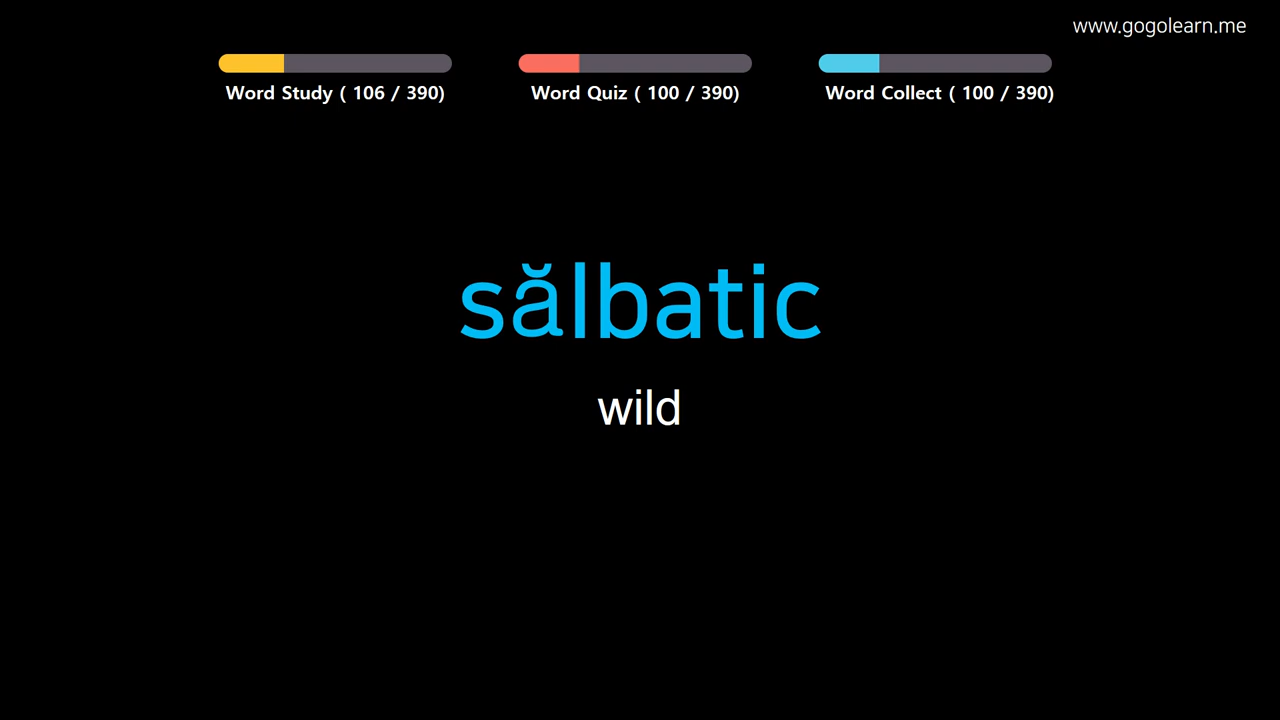 www.gogolearn.me
Word Study ( 106 / 390)
Word Quiz ( 100 / 390)
Word Collect ( 100 / 390)
sălbatic
wild